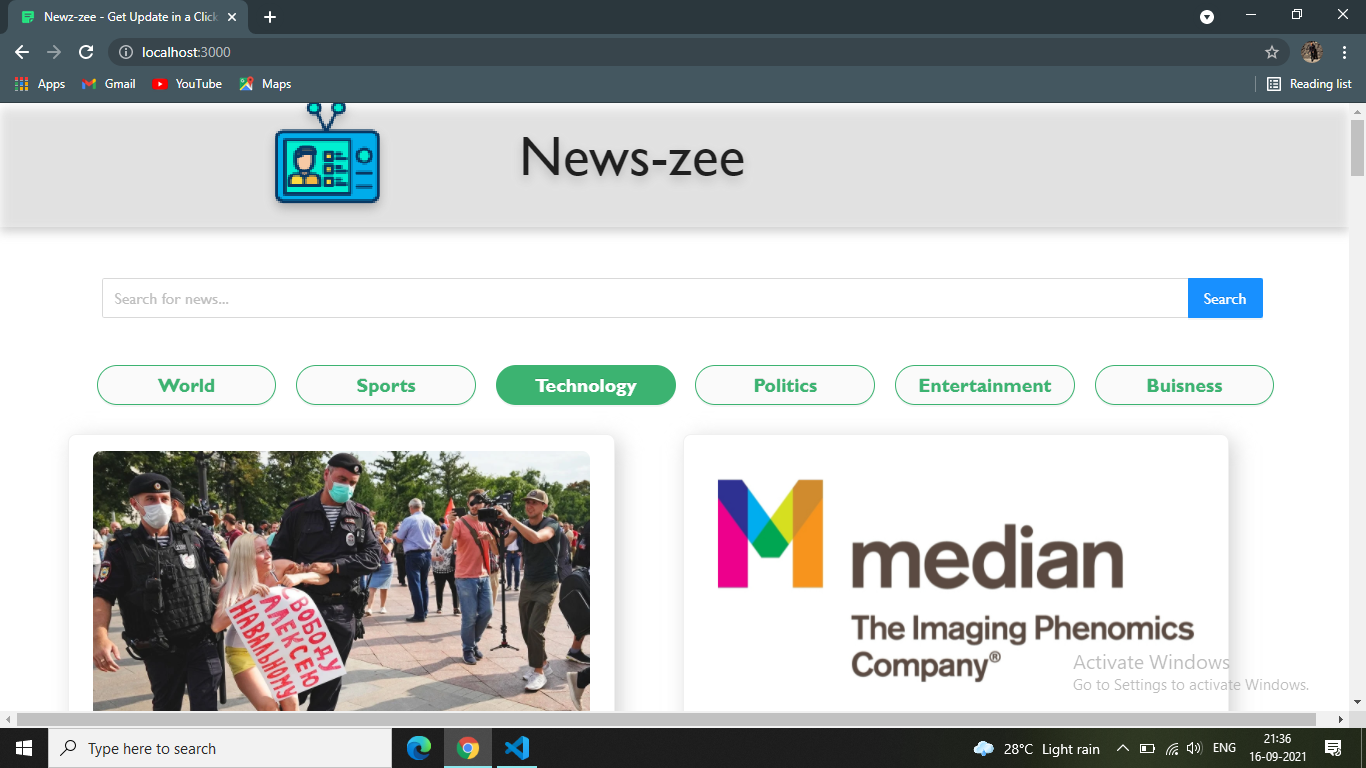 Newz-zee - Get Update in a Click
localhost:3000
Apps
Gmail
YouTube
Maps
Reading list
News-zee
Search for news...
Search
World
Sports
Technology
Politics
Entertainment
Buisness
СВОБОДУ
АЛЕКСЕЮ
НАВАЛЬНОМУ
median
The Imaging Phenomics
Company®
Activate Windows
Go to Settings to activate Windows.
Type here to search
28°C Light rain
ENG
21:36
16-09-2021